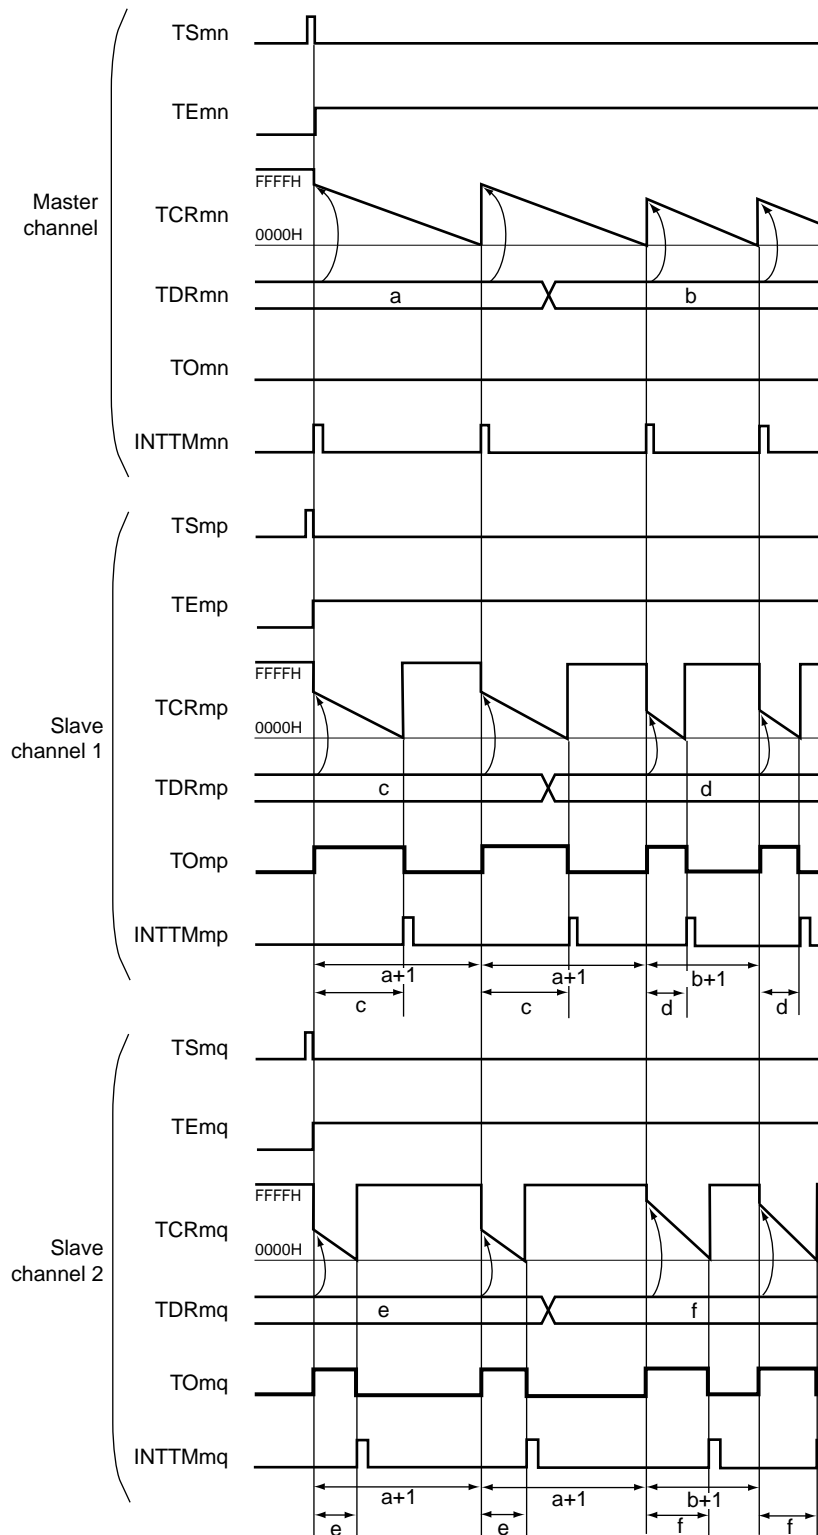 TSmn
TEmn
FFFFH
Master
channel
TCRmn
0000H
TDRmn
a
b
TOmn
INTTMmn
TSmp
TEmp
FFFFH
TCRmp
Slave
channel 1
0000H
TDRmp
c
d
TOmp
INTTMmp
a+1
a+1
b+1
c
c
d
d
TSmq
TEmq
FFFFH
TCRmq
Slave
channel 2
0000H
TDRmq
e
f
TOmq
INTTMmq
a+1
a+1
b+1
e
e
f
f